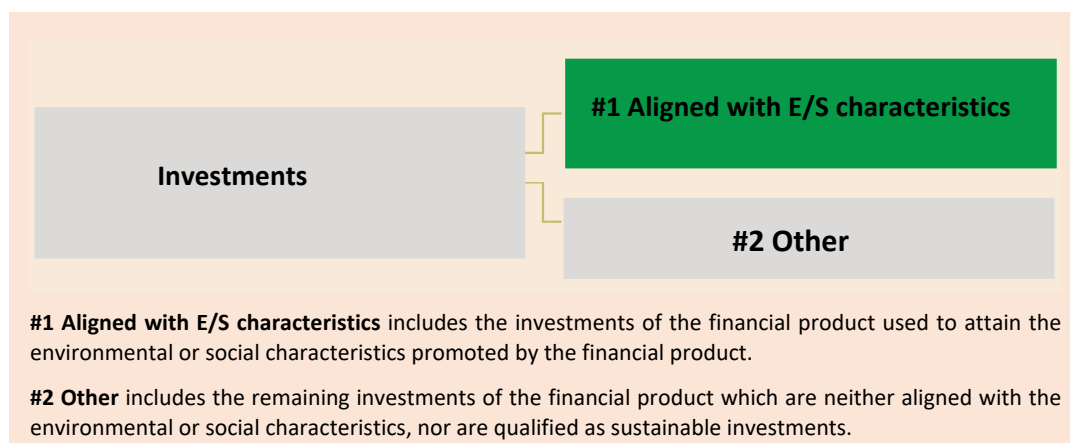 #1 Aligned with E/S characteristics
Investments
#2 Other
#1 Aligned with E/S characteristics includes the investments of the financial product used to attain the
environmental or social characteristics promoted by the financial product.
#2 Other includes the remaining investments of the financial product which are neither aligned with the
environmental or social characteristics, nor are qualified as sustainable investments.